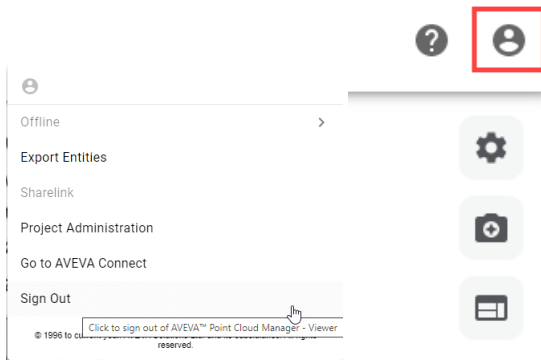 Offline
Export Entities
Sharelink
Project Administration
Go to AVEVA Connect
Sign Out
Click to sign out of AVEVA™ Point Cloud Manager - Viewer
© 1996 to
reserved.